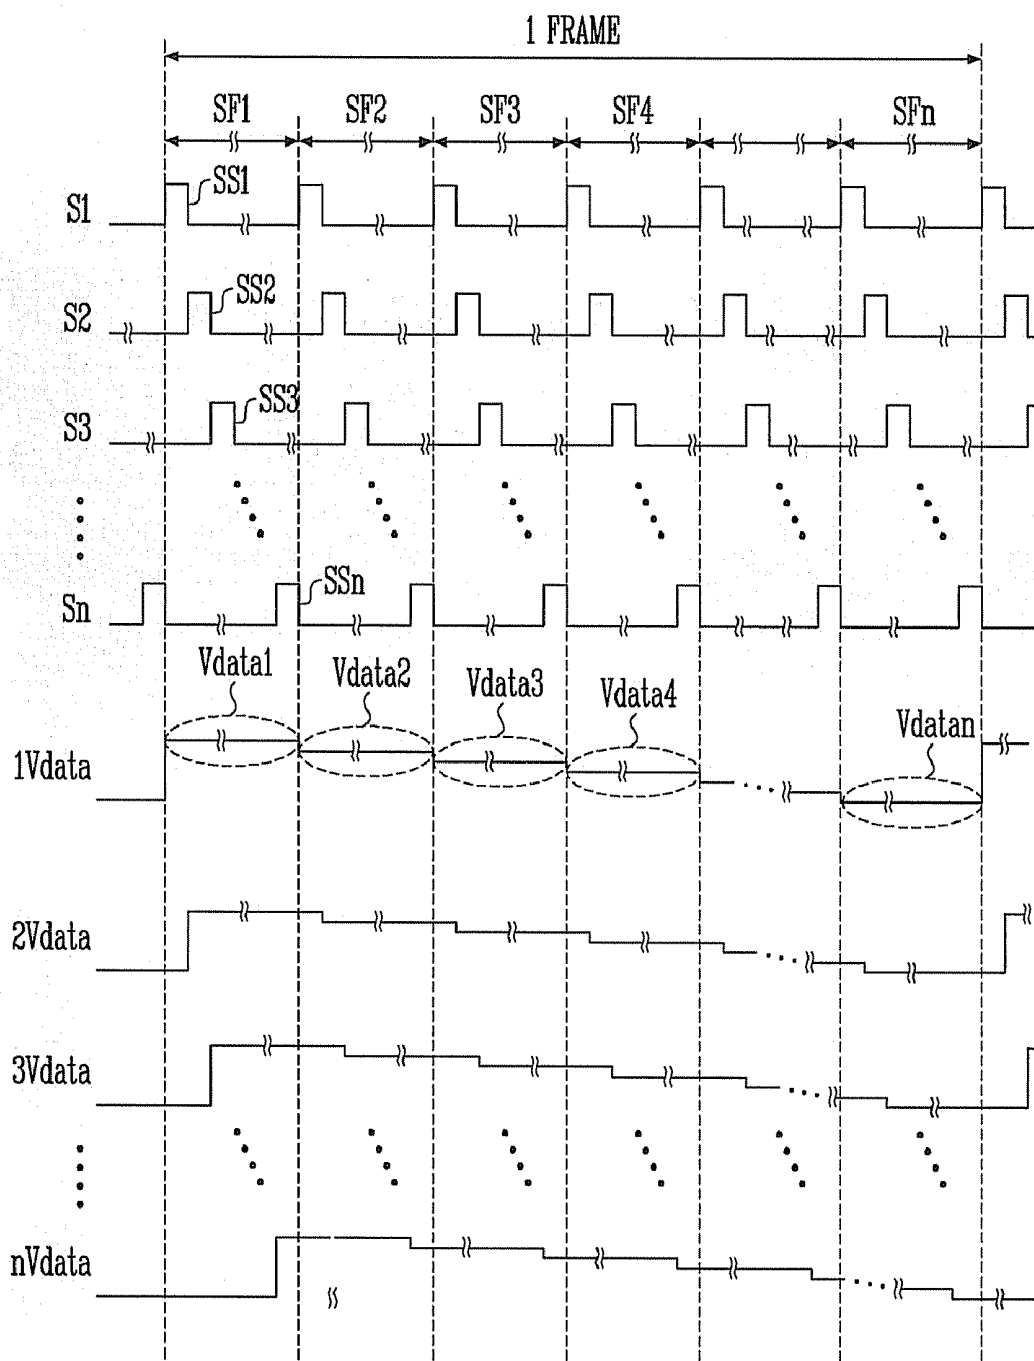 1 FRAME
SF1 SF2 SF3 SF4 SFn
S1 SS1
S2 SS2
S3 SS3
Sn SSn
Vdata1 Vdata2 Vdata3 Vdata4 Vdatan
1Vdata
2Vdata
3Vdata
nVdata